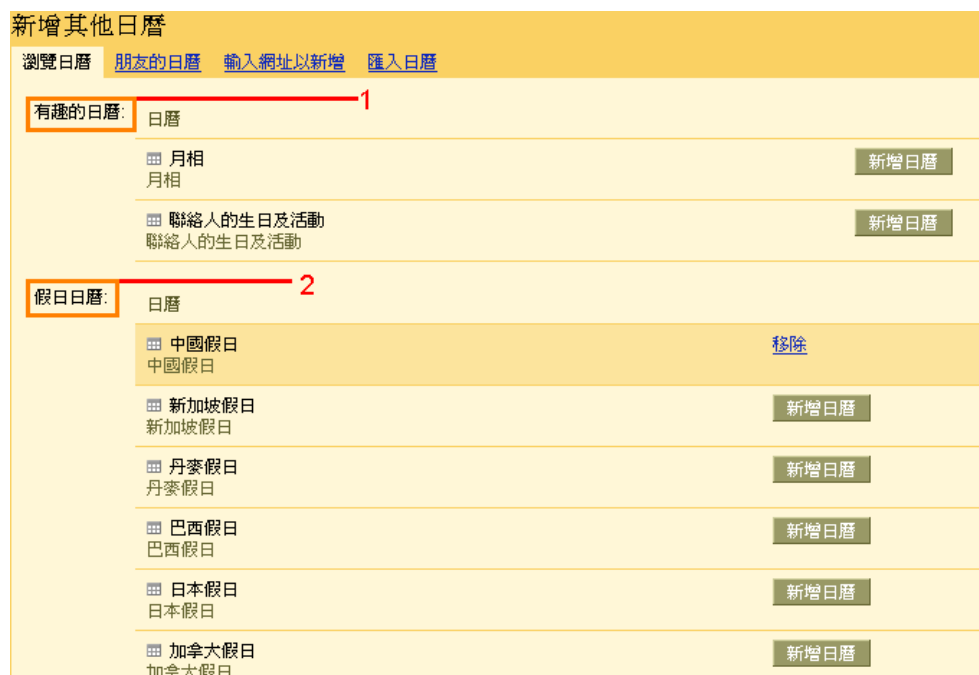 新增其他日曆
瀏覽日曆 朋友的日曆 輸入網址以新增 匯入日曆
有趣的日曆: 1
日曆
月相 新增日曆
月相
聯絡人的生日及活動 新增日曆
聯絡人的生日及活動
假日日曆: 2
日曆
中國假日 移除
中國假日
新加坡假日 新增日曆
新加坡假日
丹麥假日 新增日曆
丹麥假日
巴西假日 新增日曆
巴西假日
日本假日 新增日曆
日本假日
加拿大假日 新增日曆
加拿大假日